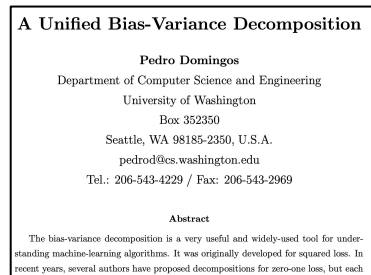 A Unified Bias-Variance Decomposition
Pedro Domingos
Department of Computer Science and Engineering
University of Washington
Box 352350
Seattle, WA 98185-2350, U.S.A.
pedrod@cs.washington.edu
Tel.: 206-543-4229 / Fax: 206-543-2969
Abstract
The bias-variance decomposition is a very useful and widely-used tool for under-
standing machine-learning algorithms. It was originally developed for squared loss. In
recent years, several authors have proposed decompositions for zero-one loss, but each